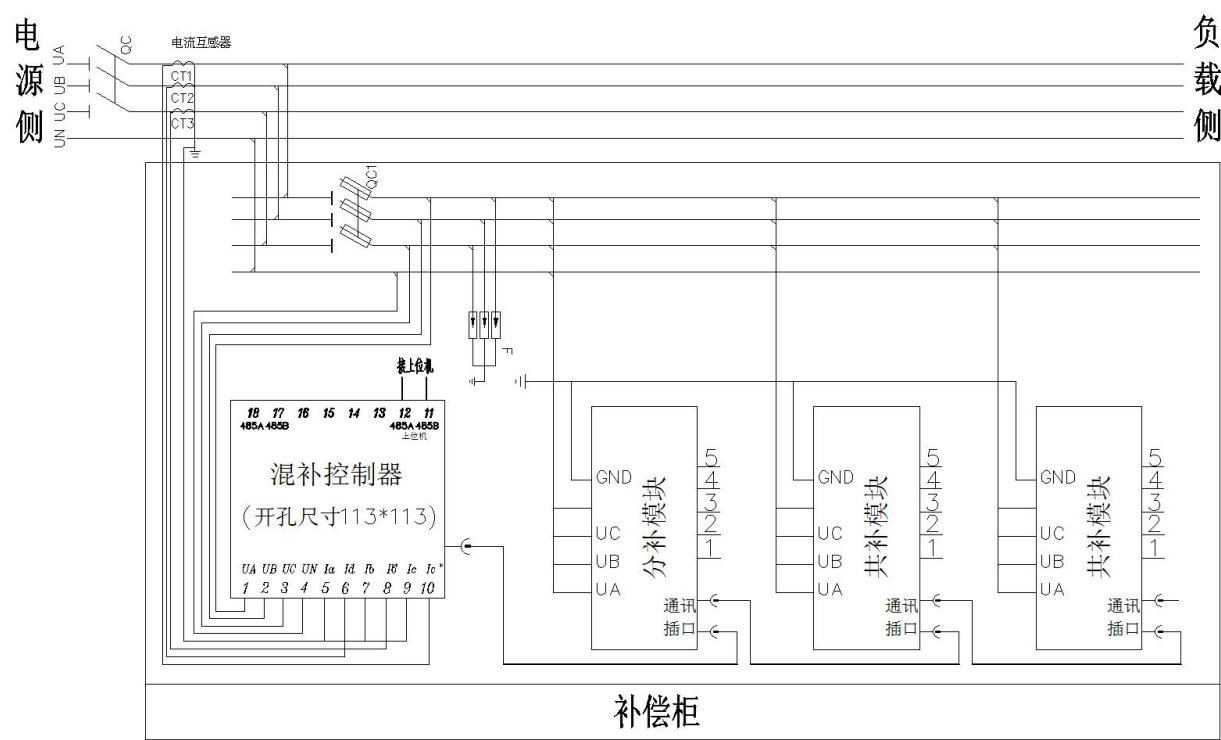 电源侧
负载侧
UA
UB
UC
UN
QC
电流互感器
CT1
CT2
CT3
QC1
F
接上位机
18 17 16 15 14 13 12 11
485A 485B 485A 485B
上位机
混补控制器
(开孔尺寸113*113)
UA UB UC UN Ia Id Ib I6 Ic Ic*
1 2 3 4 5 6 7 8 9 10
GND
UC
UB
UA
分补模块
5
4
3
2
1
通讯
插口
GND
UC
UB
UA
共补模块
5
4
3
2
1
通讯
插口
GND
UC
UB
UA
共补模块
5
4
3
2
1
通讯
插口
补偿柜